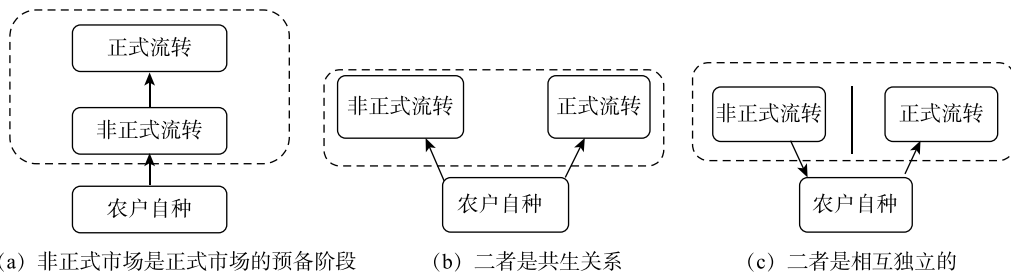 正式流转
非正式流转
农户自种
(a) 非正式市场是正式市场的预备阶段
非正式流转
正式流转
农户自种
(b) 二者是共生关系
非正式流转
正式流转
农户自种
(c) 二者是相互独立的